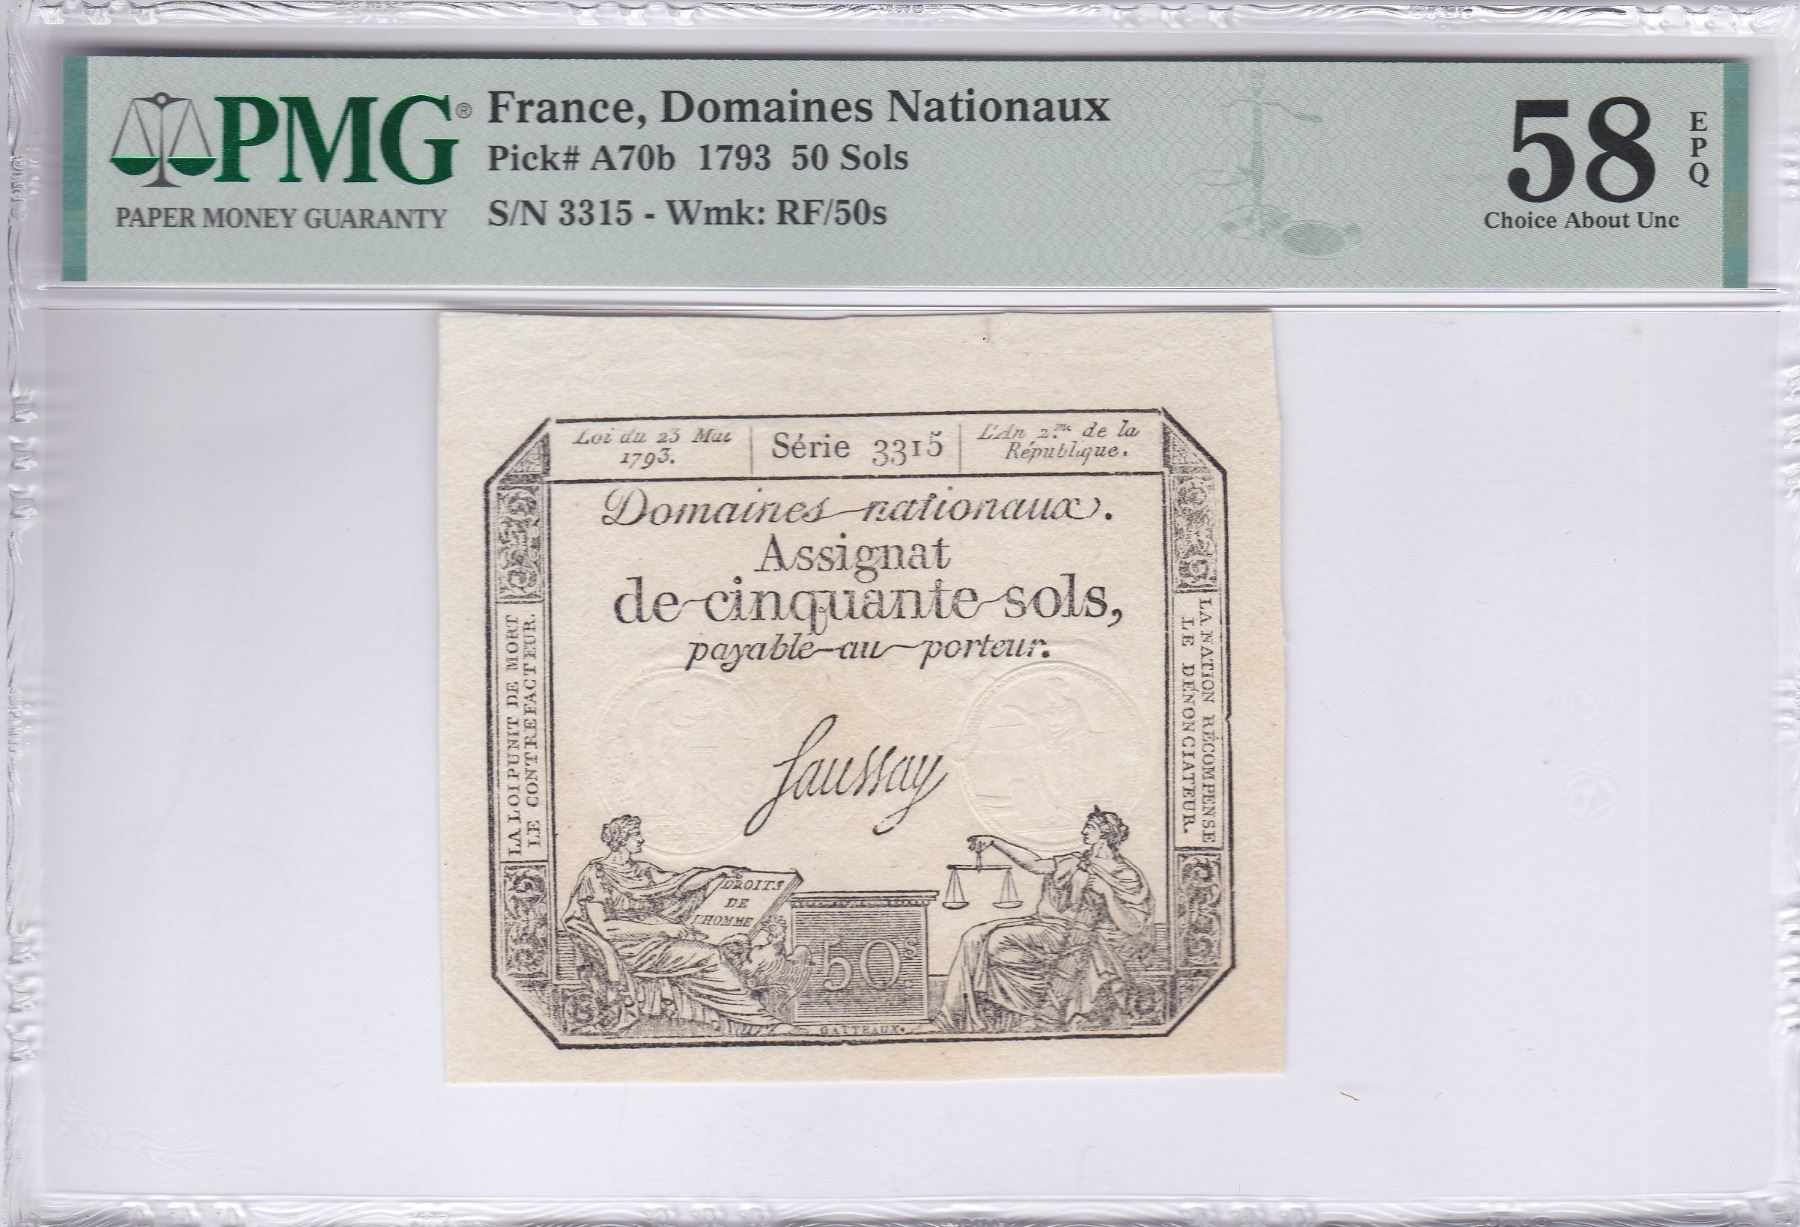 PMG®
PAPER MONEY GUARANTY
France, Domaines Nationaux
Pick# A70b 1793 50 Sols
S/N 3315 - Wmk: RF/50s
58
EPQ
Choice About Unc
Loi du 23 Mai
1793.
Série 3315
L'An 2.me de la
République.
Domaines nationaux.
Assignat
de cinquante sols,
payable au porteur.
Saussay
LA LOI PUNIT DE MORT
LE CONTREFACTEUR.
LA NATION RÉCOMPENSE
LE DÉNONCIATEUR.
DROITS
DE
L'HOMME
50s
GATTEAUX.